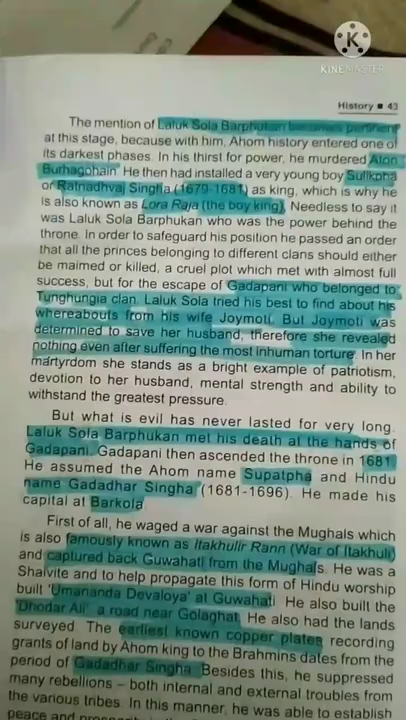 KINEMASTER
History ■ 43
The mention of Laluk Sola Barphukan becomes pertinent
at this stage, because with him, Ahom history entered one of
its darkest phases. In his thirst for power, he murdered Aton
Burhagohain. He then had installed a very young boy Sulikpha
or Ratnadhvaj Singha (1679-1681) as king, which is why he
is also known as Lora Raja (the boy king). Needless to say it
was Laluk Sola Barphukan who was the power behind the
throne. In order to safeguard his position he passed an order
that all the princes belonging to different clans should either
be maimed or killed, a cruel plot which met with almost full
success, but for the escape of Gadapani who belonged to
Tunghungia clan. Laluk Sola tried his best to find about his
whereabouts from his wife Joymoti. But Joymoti was
determined to save her husband, therefore she revealed
nothing even after suffering the most inhuman torture. In her
martyrdom she stands as a bright example of patriotism,
devotion to her husband, mental strength and ability to
withstand the greatest pressure.
But what is evil has never lasted for very long.
Laluk Sola Barphukan met his death at the hands of
Gadapani. Gadapani then ascended the throne in 1681.
He assumed the Ahom name Supatpha and Hindu
name Gadadhar Singha (1681-1696). He made his
capital at Barkola.
First of all, he waged a war against the Mughals which
is also famously known as Itakhulir Rann (War of Itakhuli)
and captured back Guwahati from the Mughals. He was a
Shaivite and to help propagate this form of Hindu worship
built 'Umananda Devaloya' at Guwahati. He also built the
'Dhodar Ali' a road near Golaghat. He also had the lands
surveyed. The earliest known copper plates recording
grants of land by Ahom king to the Brahmins dates from the
period of Gadadhar Singha. Besides this, he suppressed
many rebellions – both internal and external troubles from
the various tribes. In this manner, he was able to establish
peace and